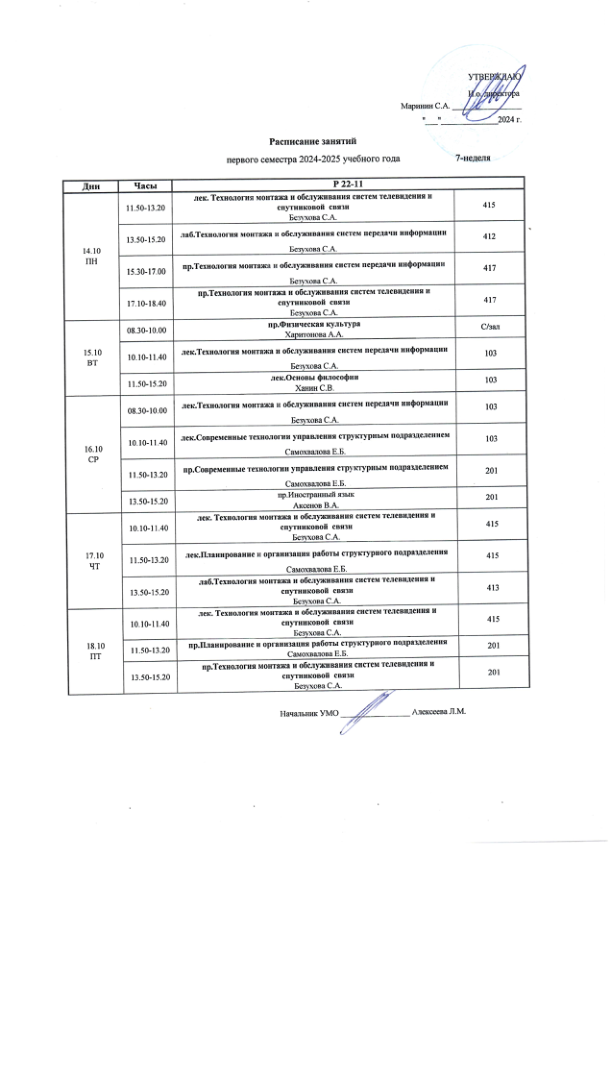 УТВЕРЖДАЮ
И.о. директора
Маринин С.А. ________________
"___"______________2024 г.
Расписание занятий
первого семестра 2024-2025 учебного года 7-неделя
Дни Часы Р 22-11
14.10
ПН
11.50-13.20 лек. Технология монтажа и обслуживания систем телевидения и 415
спутниковой связи
Безухова С.А.
13.50-15.20 лаб.Технология монтажа и обслуживания систем передачи информации 412
Безухова С.А.
15.30-17.00 пр.Технология монтажа и обслуживания систем передачи информации 417
Безухова С.А.
17.10-18.40 пр.Технология монтажа и обслуживания систем телевидения и 417
спутниковой связи
Безухова С.А.
15.10
ВТ
08.30-10.00 пр.Физическая культура С/зал
Харитонова А.А.
10.10-11.40 лек.Технология монтажа и обслуживания систем передачи информации 103
Безухова С.А.
11.50-15.20 лек.Основы философии 103
Ханин С.В.
16.10
СР
08.30-10.00 лек.Технология монтажа и обслуживания систем передачи информации 103
Безухова С.А.
10.10-11.40 лек.Современные технологии управления структурным подразделением 103
Самохвалова Е.Б.
11.50-13.20 пр.Современные технологии управления структурным подразделением 201
Самохвалова Е.Б.
13.50-15.20 пр.Иностранный язык 201
Аксенов В.А.
17.10
ЧТ
10.10-11.40 лек. Технология монтажа и обслуживания систем телевидения и 415
спутниковой связи
Безухова С.А.
11.50-13.20 лек.Планирование и организация работы структурного подразделения 415
Самохвалова Е.Б.
13.50-15.20 лаб.Технология монтажа и обслуживания систем телевидения и 413
спутниковой связи
Безухова С.А.
18.10
ПТ
10.10-11.40 лек. Технология монтажа и обслуживания систем телевидения и 415
спутниковой связи
Безухова С.А.
11.50-13.20 пр.Планирование и организация работы структурного подразделения 201
Самохвалова Е.Б.
13.50-15.20 пр.Технология монтажа и обслуживания систем телевидения и 201
спутниковой связи
Безухова С.А.
Начальник УМО ________________ Алексеева Л.М.